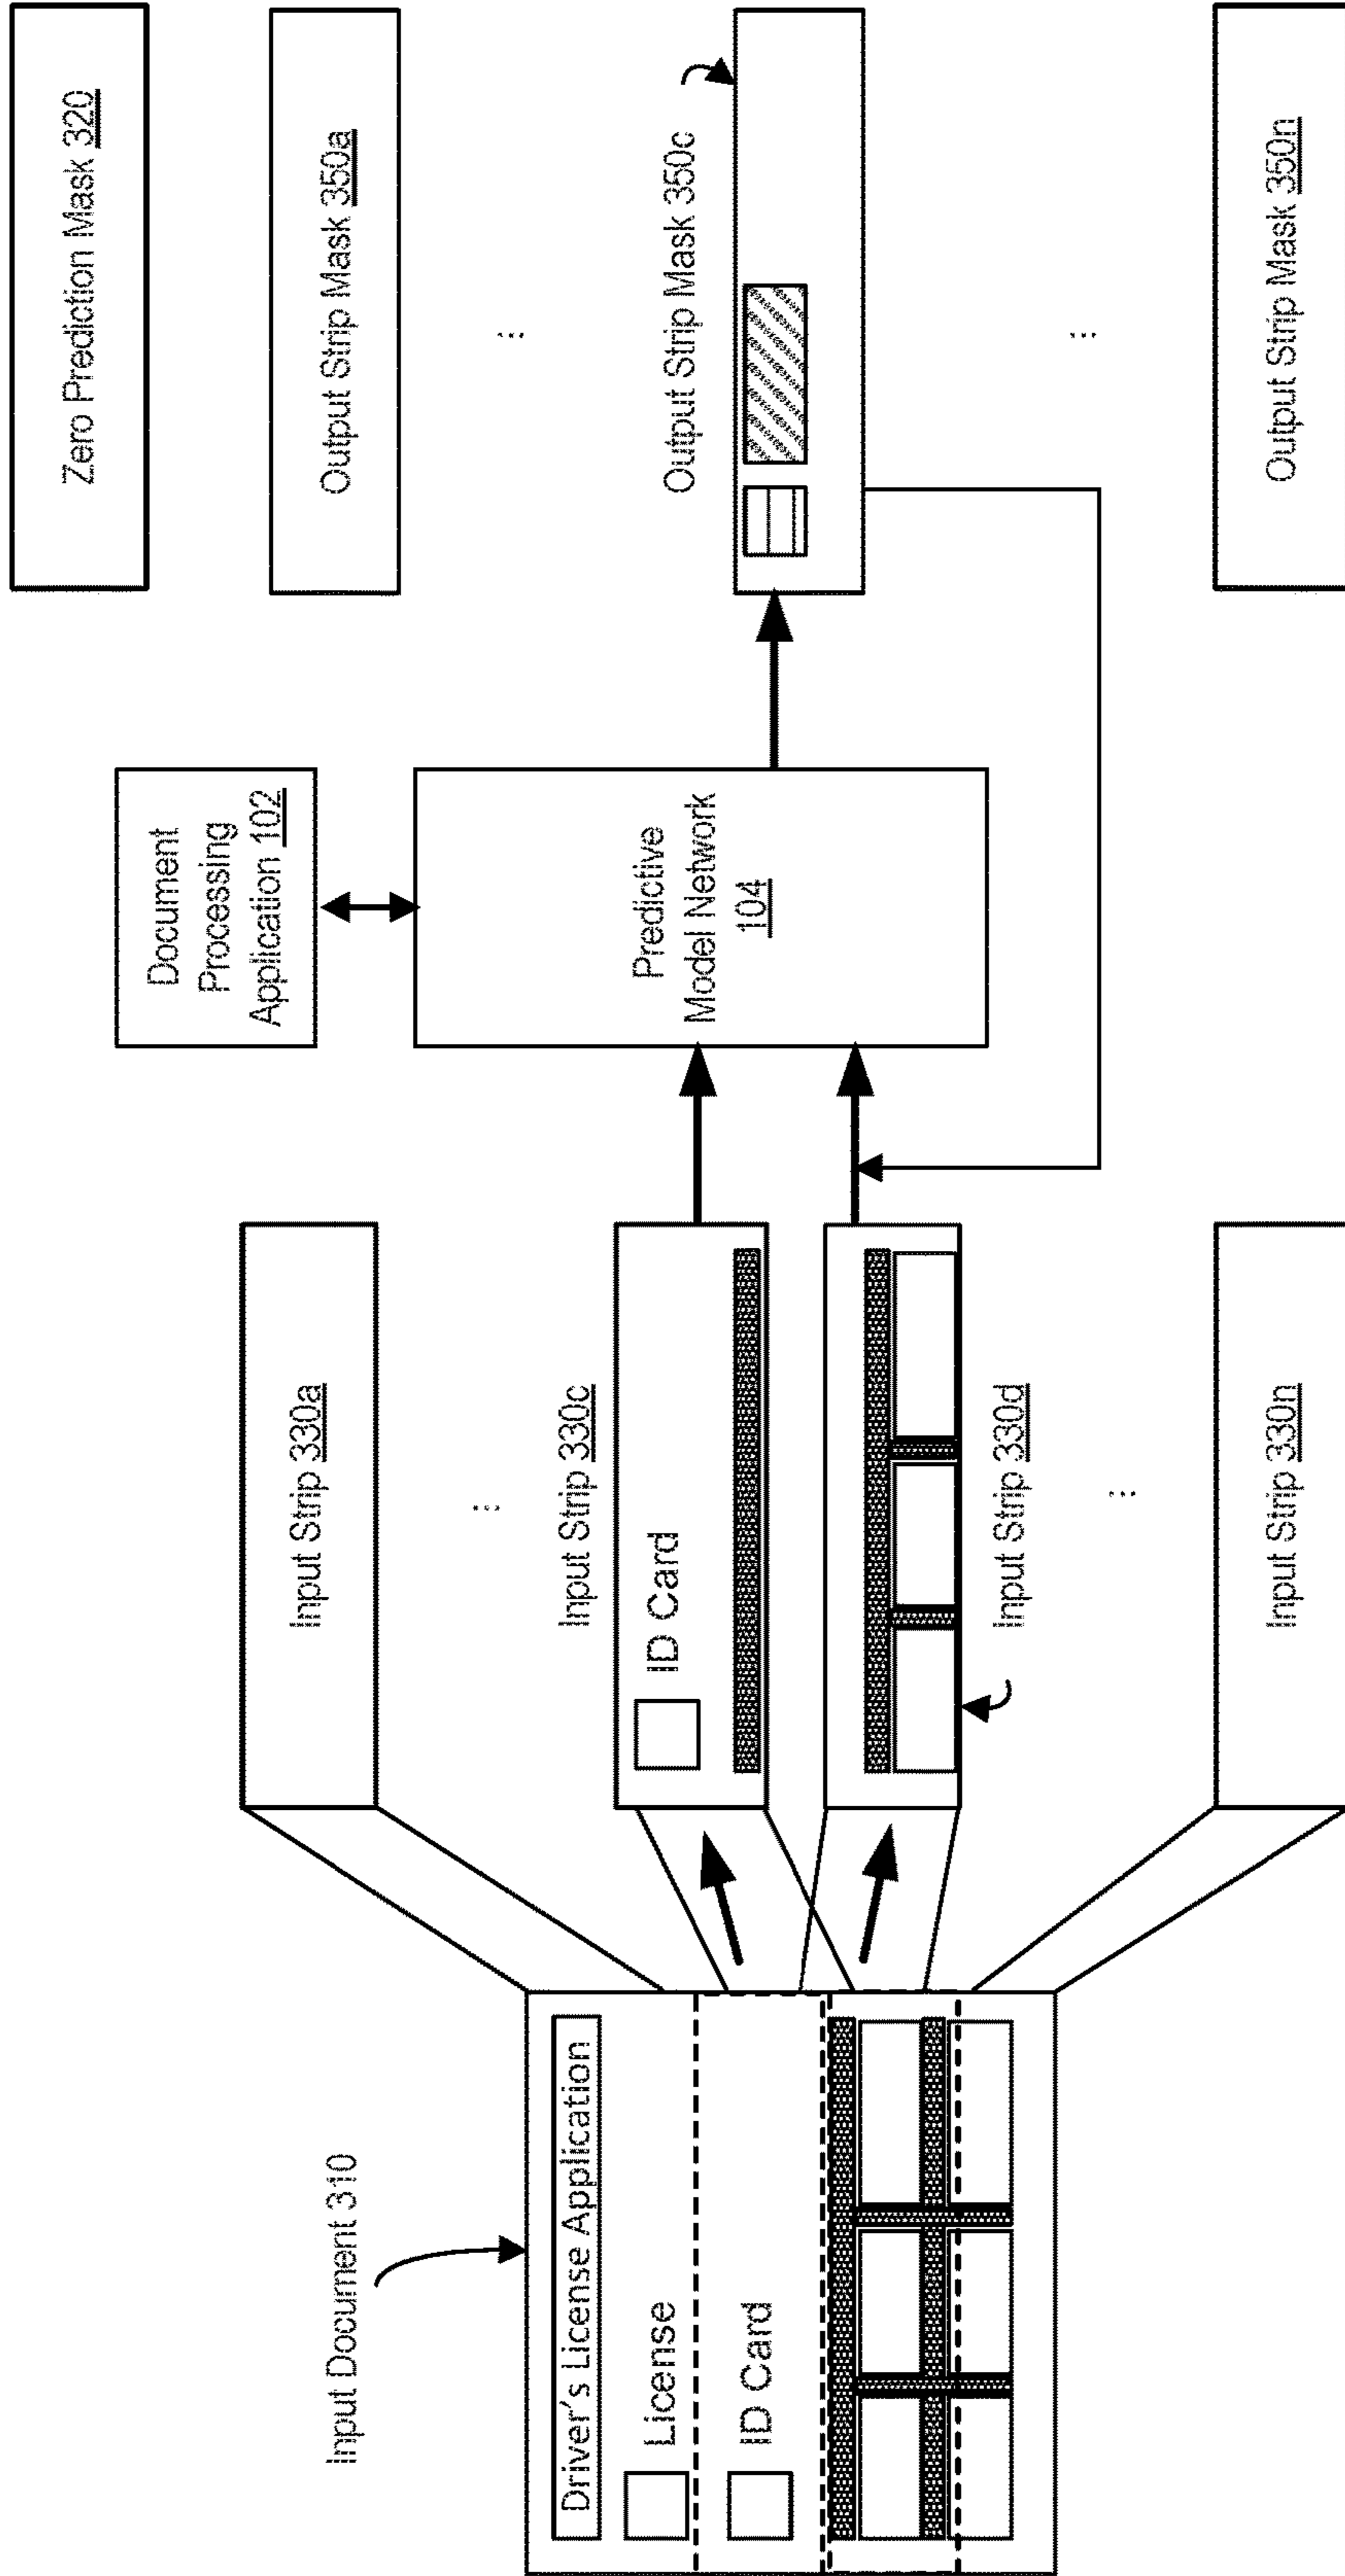 Input Document 310
Driver's License Application
License
ID Card
Input Strip 330a
...
Input Strip 330c
ID Card
Input Strip 330d
...
Input Strip 330n
Document
Processing
Application 102
Predictive
Model Network
104
Zero Prediction Mask 320
Output Strip Mask 350a
...
Output Strip Mask 350c
...
Output Strip Mask 350n